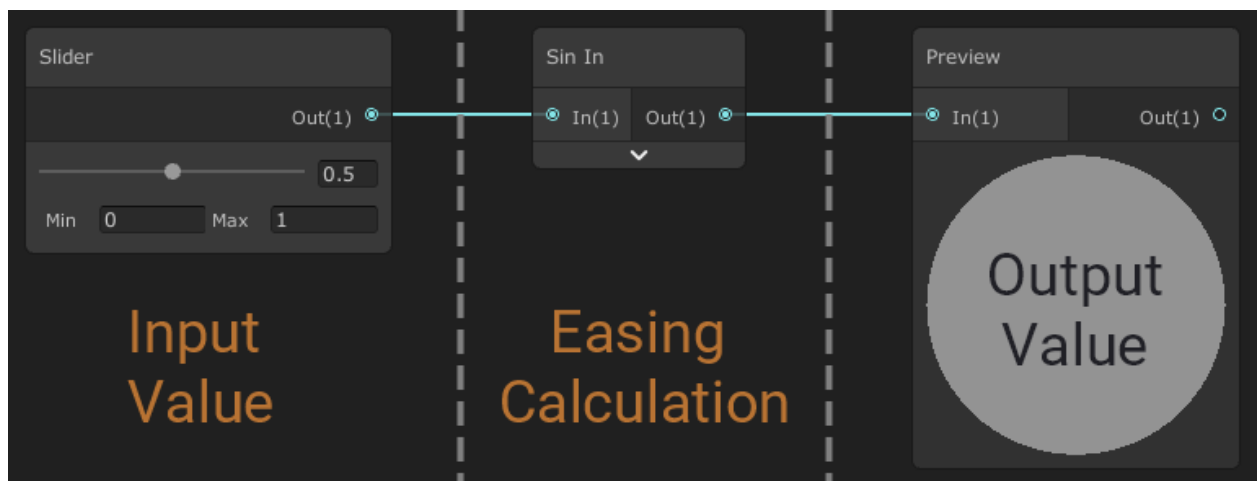 Slider
Out(1)
0.5
Min 0 Max 1
Input
Value
Sin In
In(1) Out(1)
Easing
Calculation
Preview
In(1) Out(1)
Output
Value